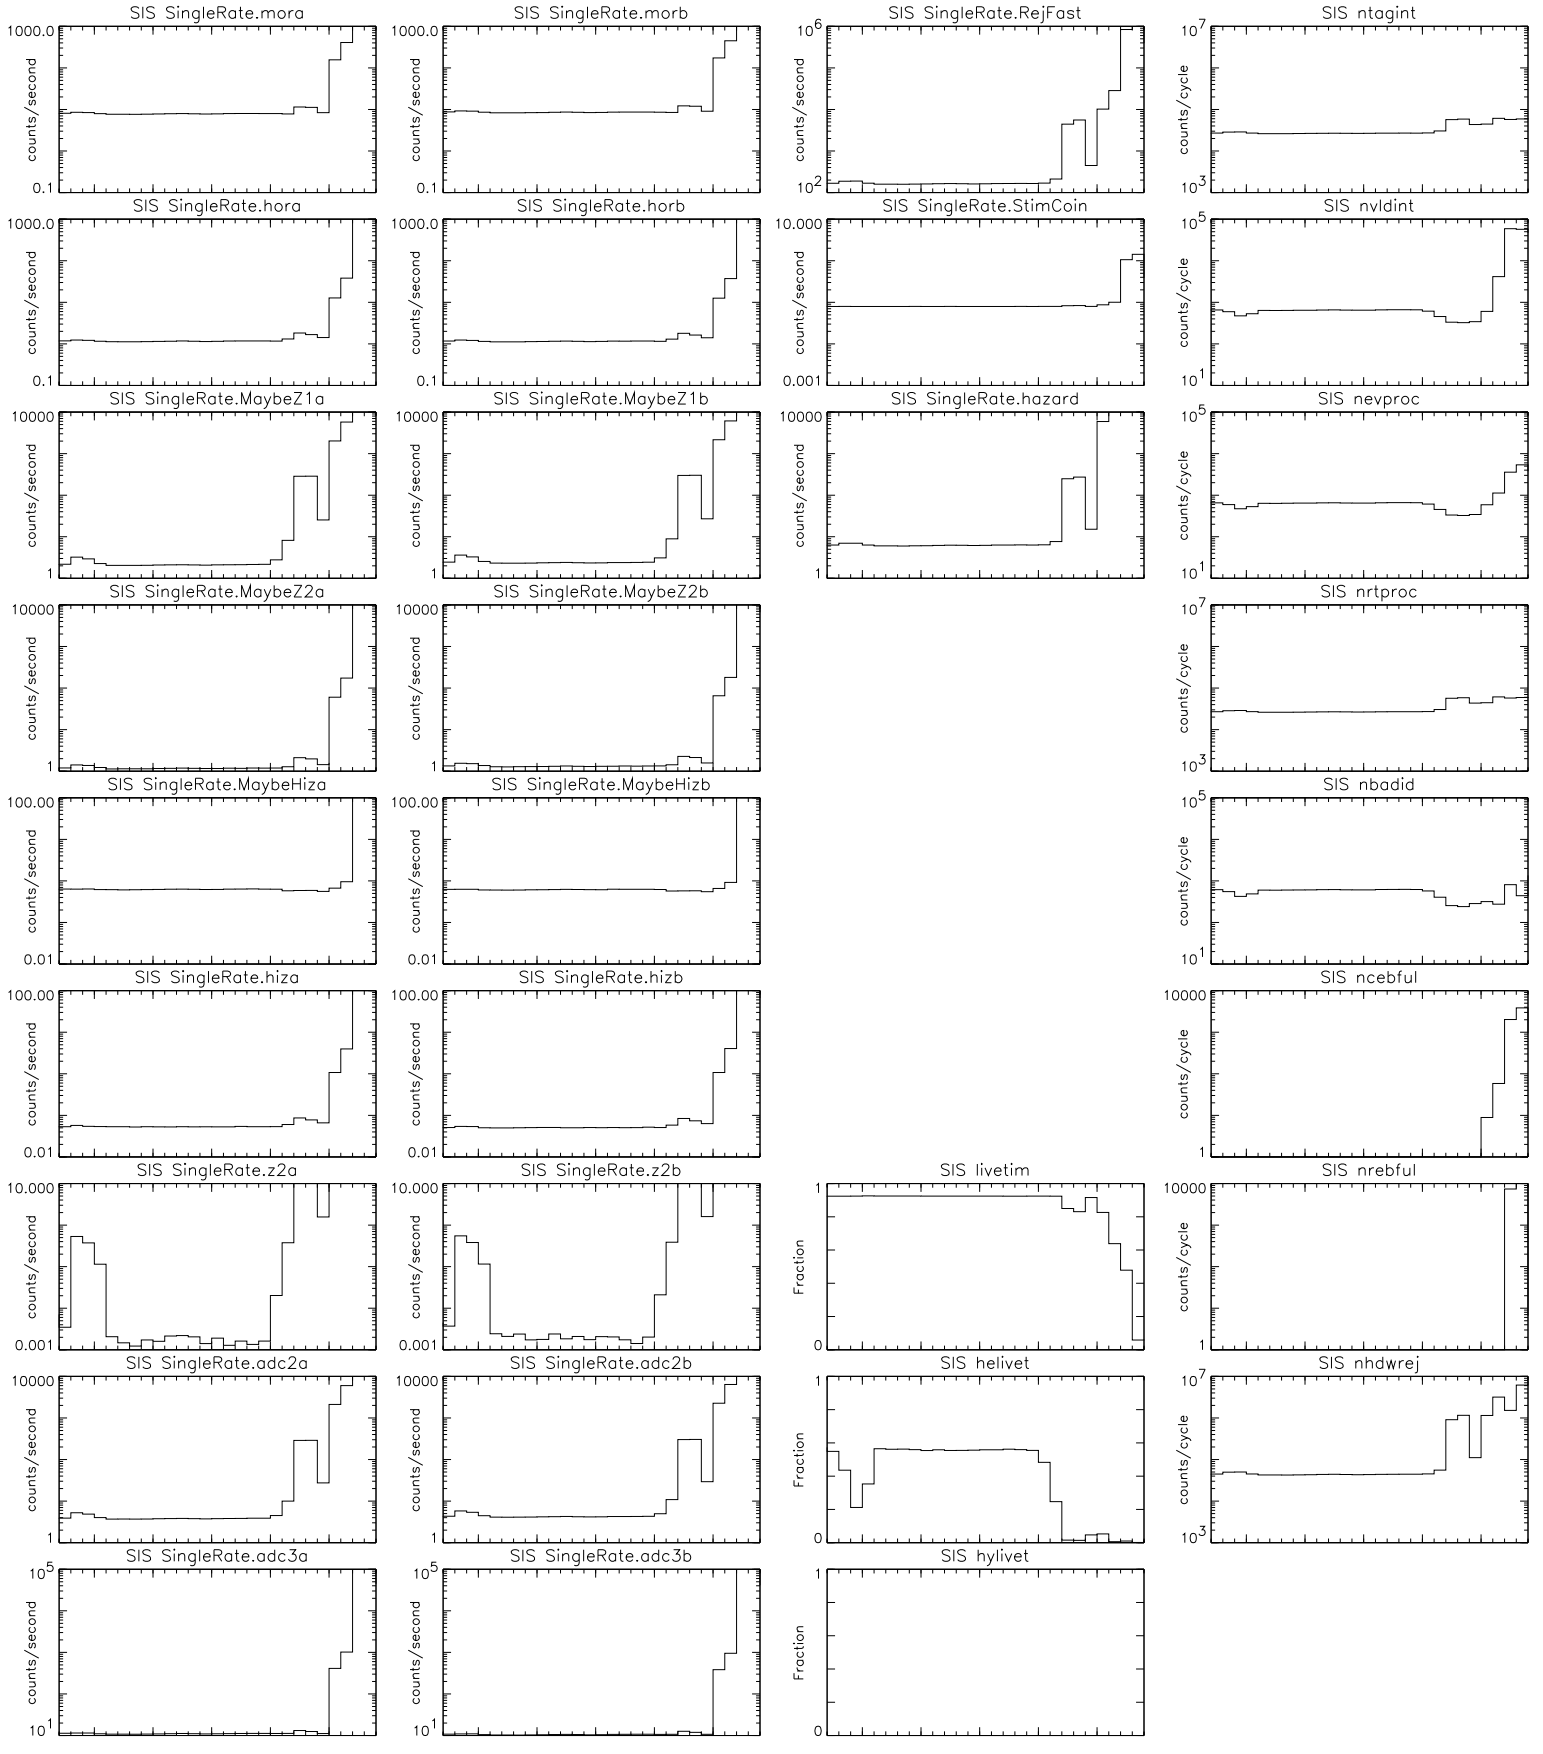 SIS SingleRate.mora
1000.0
counts/second
0.1
SIS SingleRate.morb
1000.0
counts/second
0.1
SIS SingleRate.RejFast
10^6
counts/second
10^2
SIS ntagint
10^7
counts/cycle
10^3
SIS SingleRate.hora
1000.0
counts/second
0.1
SIS SingleRate.horb
1000.0
counts/second
0.1
SIS SingleRate.StimCoin
10.000
counts/second
0.001
SIS nvldint
10^5
counts/cycle
10^1
SIS SingleRate.MaybeZ1a
10000
counts/second
1
SIS SingleRate.MaybeZ1b
10000
counts/second
1
SIS SingleRate.hazard
10000
counts/second
1
SIS nevproc
10^5
counts/cycle
10^1
SIS SingleRate.MaybeZ2a
10000
counts/second
1
SIS SingleRate.MaybeZ2b
10000
counts/second
1
SIS nrtproc
10^7
counts/cycle
10^3
SIS SingleRate.MaybeHiza
100.00
counts/second
0.01
SIS SingleRate.MaybeHizb
100.00
counts/second
0.01
SIS nbadid
10^5
counts/cycle
10^1
SIS SingleRate.hiza
100.00
counts/second
0.01
SIS SingleRate.hizb
100.00
counts/second
0.01
SIS ncebful
10000
counts/cycle
1
SIS SingleRate.z2a
10.000
counts/second
0.001
SIS SingleRate.z2b
10.000
counts/second
0.001
SIS livetim
1
Fraction
0
SIS nrebful
10000
counts/cycle
1
SIS SingleRate.adc2a
10000
counts/second
1
SIS SingleRate.adc2b
10000
counts/second
1
SIS helivet
1
Fraction
0
SIS nhdwrej
10^7
counts/cycle
10^3
SIS SingleRate.adc3a
10^5
counts/second
10^1
SIS SingleRate.adc3b
10^5
counts/second
10^1
SIS hylivet
1
Fraction
0